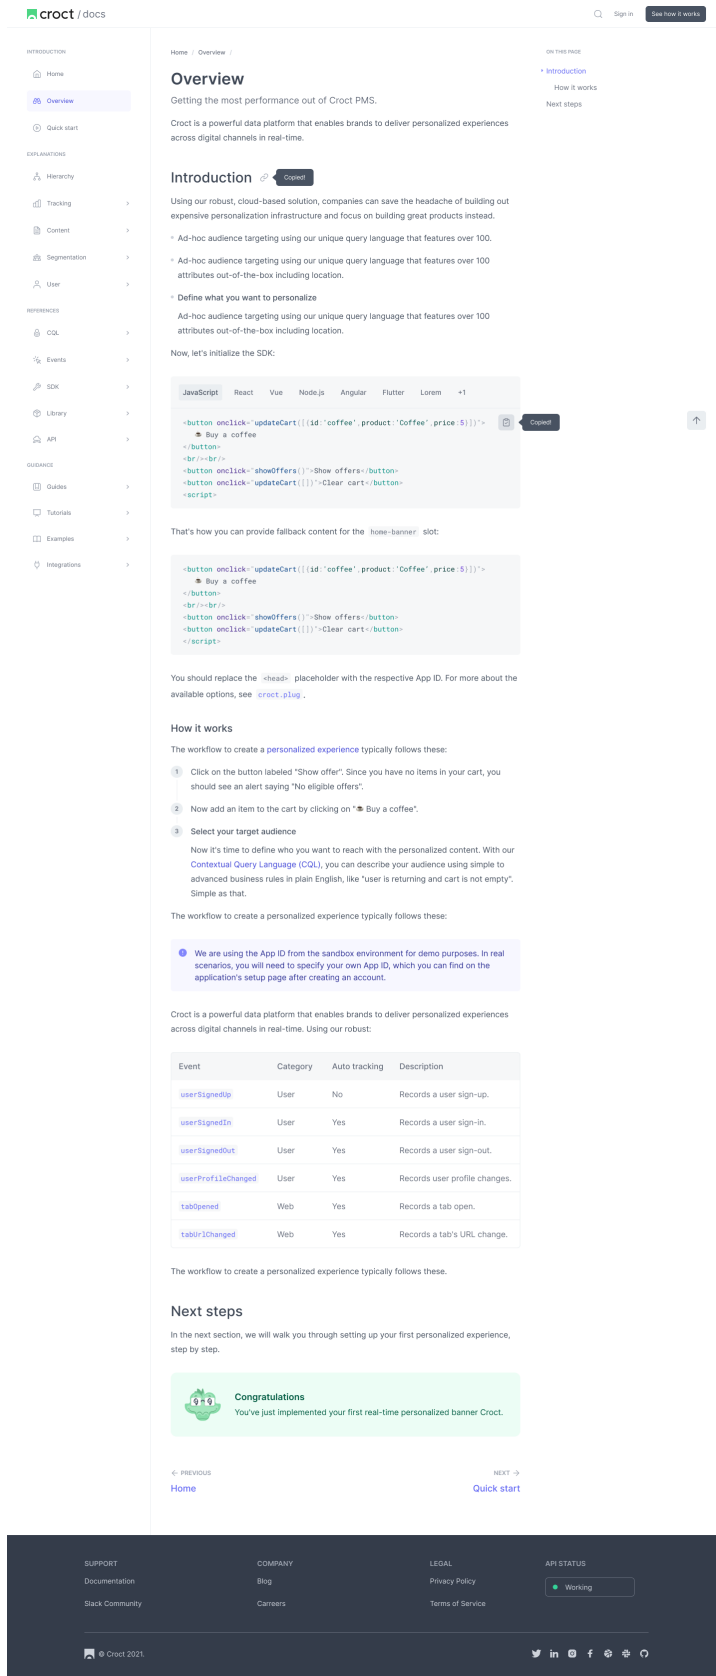 croct / docs
Sign in
See how it works
INTRODUCTION
Home
Overview
Quick start
EXPLANATIONS
Hierarchy
Tracking
Content
Segmentation
User
REFERENCES
CQL
Events
SDK
Library
API
GUIDANCE
Guides
Tutorials
Examples
Integrations
Home / Overview /
Overview
Getting the most performance out of Croct PMS.
Croct is a powerful data platform that enables brands to deliver personalized experiences
across digital channels in real-time.
Introduction
Copied!
Using our robust, cloud-based solution, companies can save the headache of building out
expensive personalization infrastructure and focus on building great products instead.
Ad-hoc audience targeting using our unique query language that features over 100.
Ad-hoc audience targeting using our unique query language that features over 100
attributes out-of-the-box including location.
Define what you want to personalize
Ad-hoc audience targeting using our unique query language that features over 100
attributes out-of-the-box including location.
Now, let's initialize the SDK:
JavaScript React Vue Node.js Angular Flutter Lorem +1
<button onclick="updateCart([{id:'coffee',product:'Coffee',price:5}])">
☕ Buy a coffee
</button>
<br/><br/>
<button onclick="showOffers()">Show offers</button>
<button onclick="updateCart([])">Clear cart</button>
<script>
Copied!
That's how you can provide fallback content for the home-banner slot:
<button onclick="updateCart([{id:'coffee',product:'Coffee',price:5}])">
☕ Buy a coffee
</button>
<br/><br/>
<button onclick="showOffers()">Show offers</button>
<button onclick="updateCart([])">Clear cart</button>
</script>
You should replace the <head> placeholder with the respective App ID. For more about the
available options, see croct.plug .
How it works
The workflow to create a personalized experience typically follows these:
1 Click on the button labeled "Show offer". Since you have no items in your cart, you
should see an alert saying "No eligible offers".
2 Now add an item to the cart by clicking on "☕ Buy a coffee".
3 Select your target audience
Now it's time to define who you want to reach with the personalized content. With our
Contextual Query Language (CQL), you can describe your audience using simple to
advanced business rules in plain English, like "user is returning and cart is not empty".
Simple as that.
The workflow to create a personalized experience typically follows these:
We are using the App ID from the sandbox environment for demo purposes. In real
scenarios, you will need to specify your own App ID, which you can find on the
application's setup page after creating an account.
Croct is a powerful data platform that enables brands to deliver personalized experiences
across digital channels in real-time. Using our robust:
Event Category Auto tracking Description
userSignedUp User No Records a user sign-up.
userSignedIn User Yes Records a user sign-in.
userSignedOut User Yes Records a user sign-out.
userProfileChanged User Yes Records user profile changes.
tabOpened Web Yes Records a tab open.
tabUrlChanged Web Yes Records a tab's URL change.
The workflow to create a personalized experience typically follows these.
Next steps
In the next section, we will walk you through setting up your first personalized experience,
step by step.
Congratulations
You've just implemented your first real-time personalized banner Croct.
PREVIOUS
Home
NEXT
Quick start
ON THIS PAGE
Introduction
How it works
Next steps
SUPPORT
Documentation
Slack Community
COMPANY
Blog
Carreers
LEGAL
Privacy Policy
Terms of Service
API STATUS
Working
© Croct 2021.